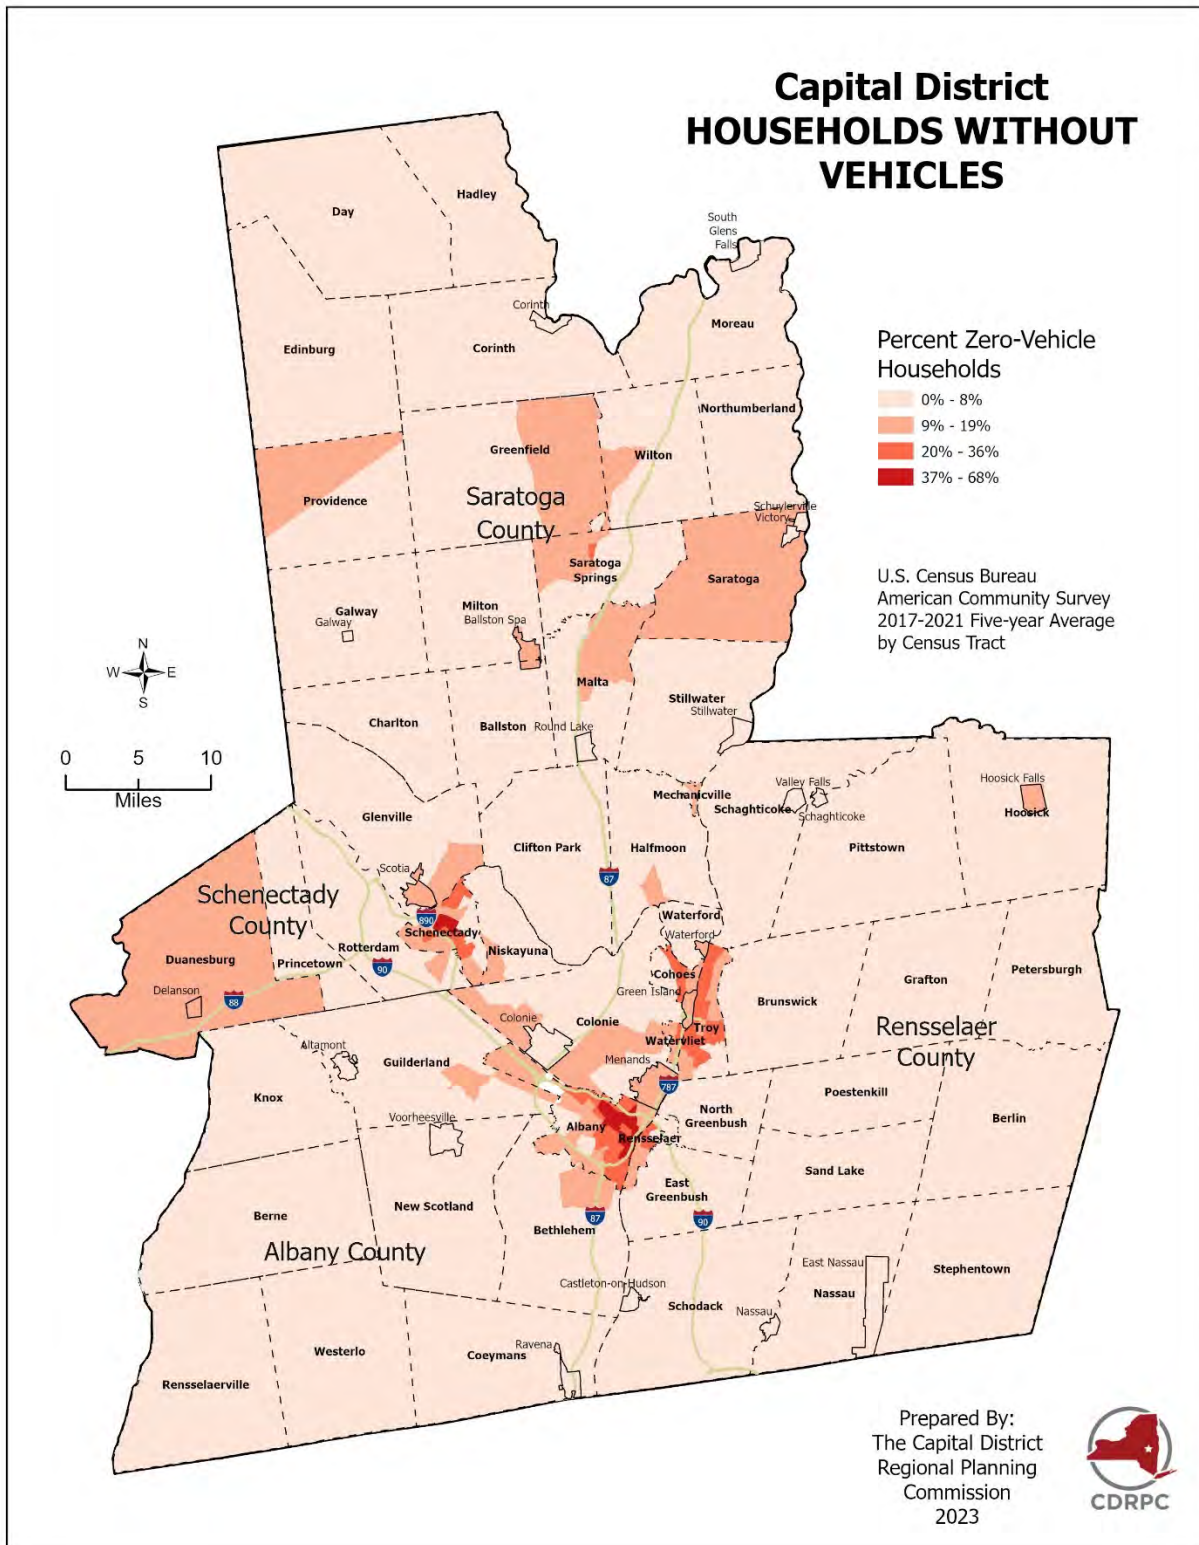 Capital District
HOUSEHOLDS WITHOUT
VEHICLES
Hadley
Day
South
Glens
Falls
Corinth
Moreau
Edinburg
Corinth
Percent Zero-Vehicle
Households
0% - 8%
9% - 19%
20% - 36%
37% - 68%
Northumberland
Greenfield
Wilton
Providence
Saratoga
County
Schuylerville
Victory
Saratoga
Springs
Saratoga
U.S. Census Bureau
American Community Survey
2017-2021 Five-year Average
by Census Tract
Galway
Galway
Milton
Ballston Spa
N
W
E
S
Malta
Stillwater
Stillwater
Charlton
Ballston
Round Lake
0
5
10
Miles
Mechanicville
Schaghticoke
Valley Falls
Schaghticoke
Hoosick Falls
Hoosick
Glenville
Clifton Park
Halfmoon
Pittstown
Scotia
87
Schenectady
County
890
Schenectady
Waterford
Waterford
Rotterdam
Niskayuna
Duanesburg
Princetown
90
Cohoes
Grafton
Petersburgh
Delanson
88
Green Island
Brunswick
Colonie
Colonie
Troy
Rensselaer
County
Altamont
Guilderland
Watervliet
Menands
787
Knox
Poestenkill
Voorheesville
Albany
Rensselaer
North
Greenbush
Berlin
Sand Lake
East
Greenbush
New Scotland
Berne
Bethlehem
87
90
Albany County
East Nassau
Stephentown
Castleton-on-Hudson
Nassau
Schodack
Nassau
Westerlo
Coeymans
Ravena
Rensselaerville
Prepared By:
The Capital District
Regional Planning
Commission
2023
CDRPC